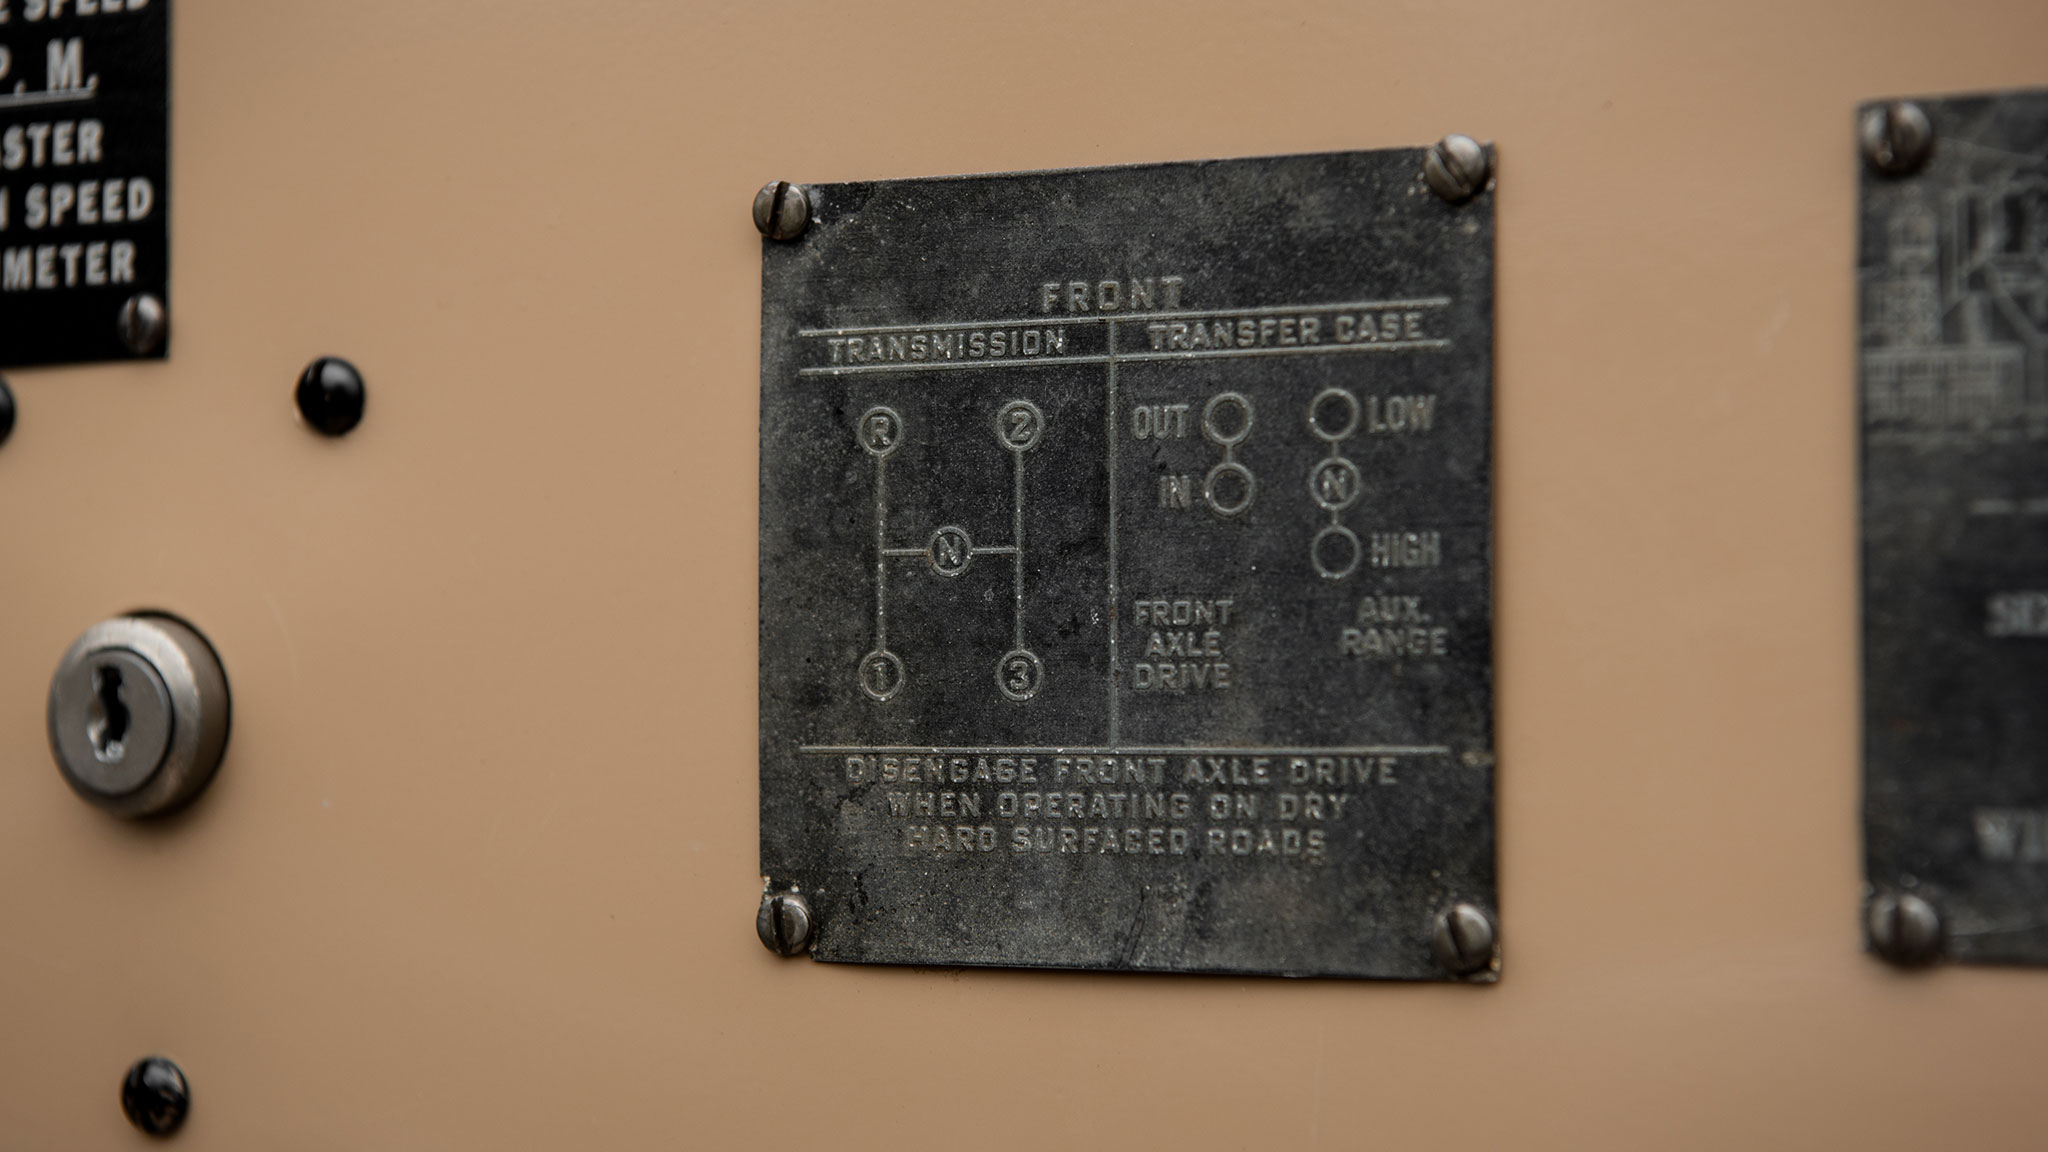 SPEED
P. M.
SPEED
METER
FRONT
TRANSMISSION
TRANSFER CASE
R 2
OUT LOW
IN N
N
HIGH
FRONT
AXLE
DRIVE
AUX.
RANGE
1 3
DISENGAGE FRONT AXLE DRIVE
WHEN OPERATING ON DRY
HARD SURFACED ROADS